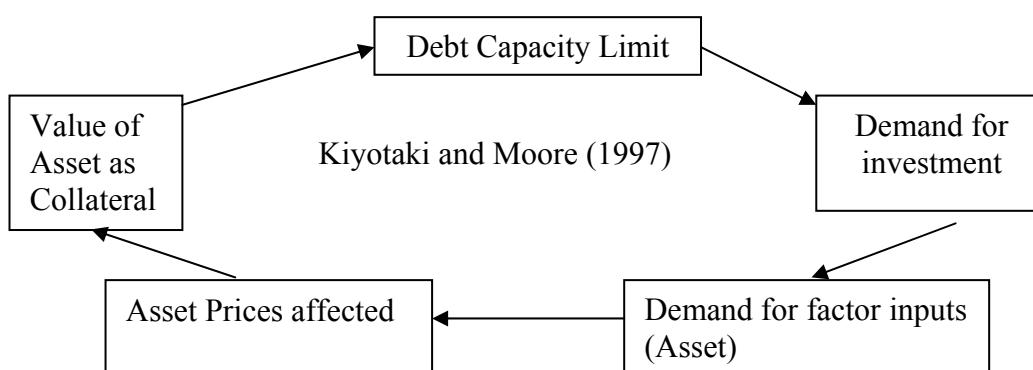 Debt Capacity Limit
Value of
Asset as
Collateral
Kiyotaki and Moore (1997)
Demand for
investment
Asset Prices affected
Demand for factor inputs
(Asset)